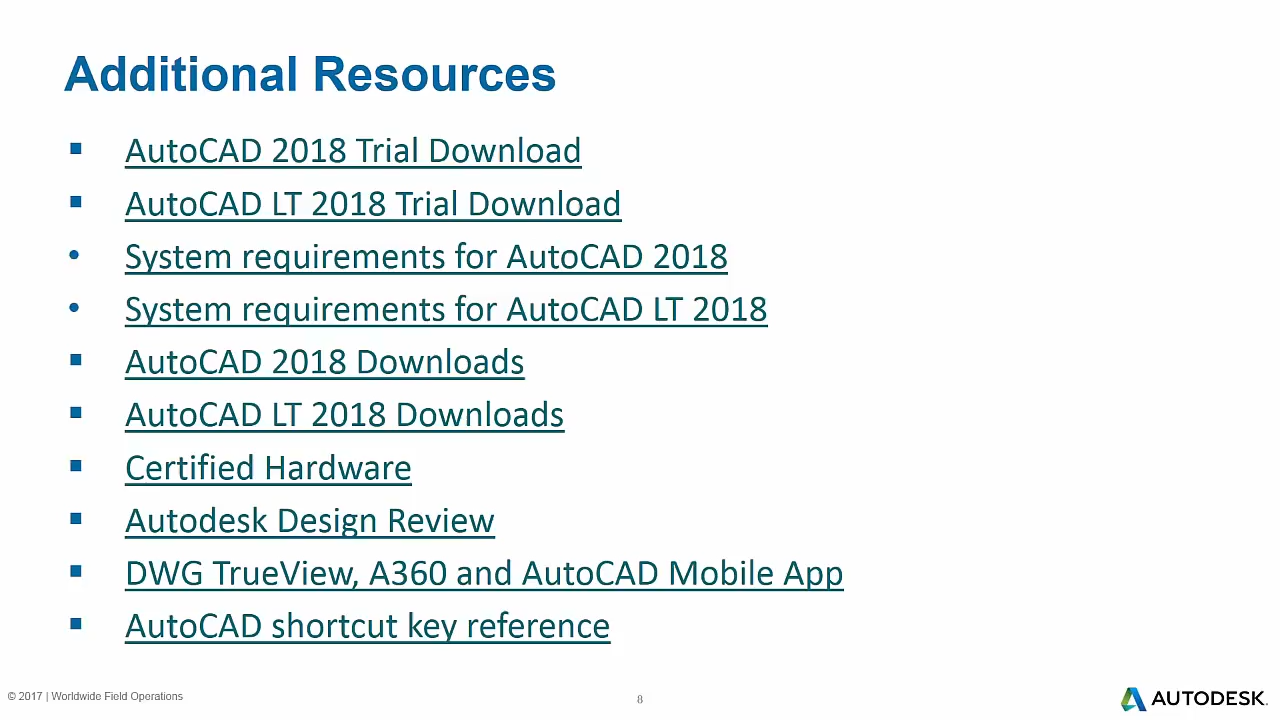 Additional Resources
▪ AutoCAD 2018 Trial Download
▪ AutoCAD LT 2018 Trial Download
• System requirements for AutoCAD 2018
• System requirements for AutoCAD LT 2018
▪ AutoCAD 2018 Downloads
▪ AutoCAD LT 2018 Downloads
▪ Certified Hardware
▪ Autodesk Design Review
▪ DWG TrueView, A360 and AutoCAD Mobile App
▪ AutoCAD shortcut key reference
© 2017 | Worldwide Field Operations
8
AUTODESK.